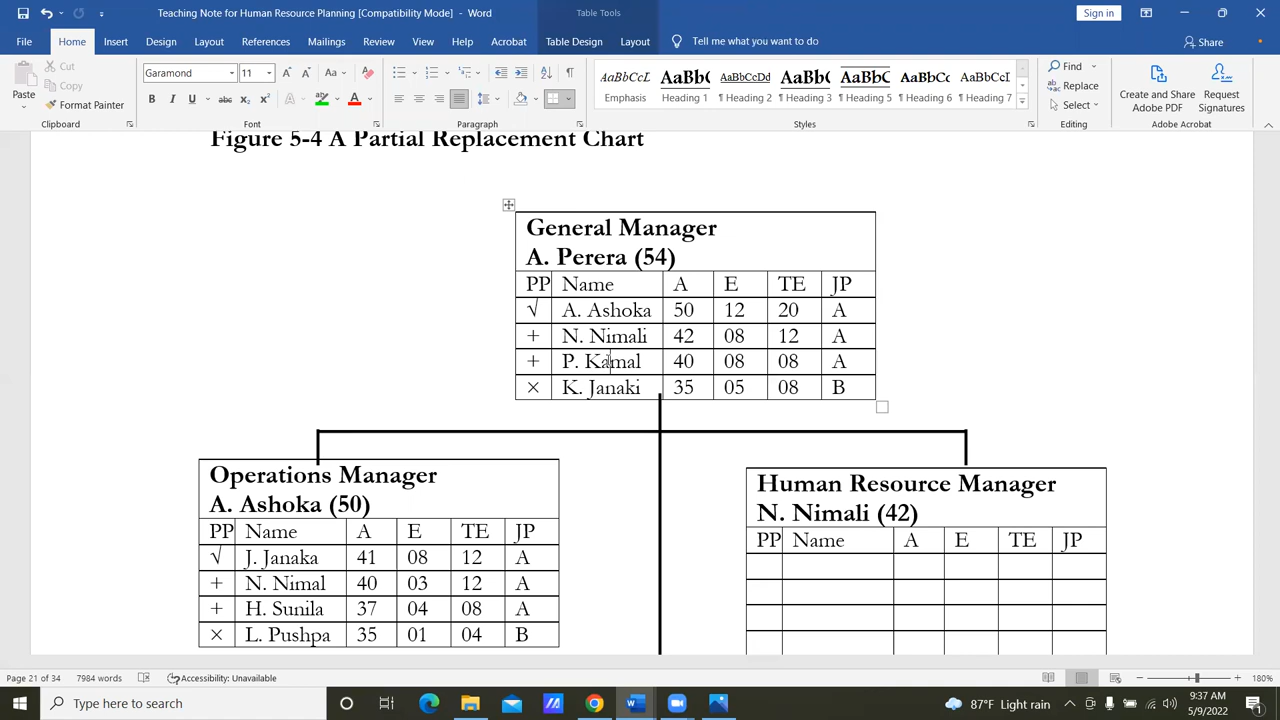 Teaching Note for Human Resource Planning [Compatibility Mode] - Word
Table Tools
Sign in
File Home Insert Design Layout References Mailings Review View Help Acrobat Table Design Layout Tell me what you want to do Share
Cut
Copy
Paste
Format Painter
Garamond 11
AaBbCcL AaBbC AaBbCcDd AaBbC AaBbC AaBbCc AaBbCcD
Emphasis Heading 1 ¶ Heading 2 ¶ Heading 3 ¶ Heading 5 ¶ Heading 6 ¶ Heading 7
Find
Replace
Select
Create and Share
Adobe PDF
Request
Signatures
Clipboard Font Paragraph Styles Editing Adobe Acrobat
Figure 5-4 A Partial Replacement Chart
General Manager
A. Perera (54)
PP Name A E TE JP
√ A. Ashoka 50 12 20 A
+ N. Nimali 42 08 12 A
+ P. Kamal 40 08 08 A
× K. Janaki 35 05 08 B
Operations Manager
A. Ashoka (50)
PP Name A E TE JP
√ J. Janaka 41 08 12 A
+ N. Nimal 40 03 12 A
+ H. Sunila 37 04 08 A
× L. Pushpa 35 01 04 B
Human Resource Manager
N. Nimali (42)
PP Name A E TE JP
Page 21 of 34 7984 words Accessibility: Unavailable 180%
Type here to search
87°F Light rain
9:37 AM
5/9/2022